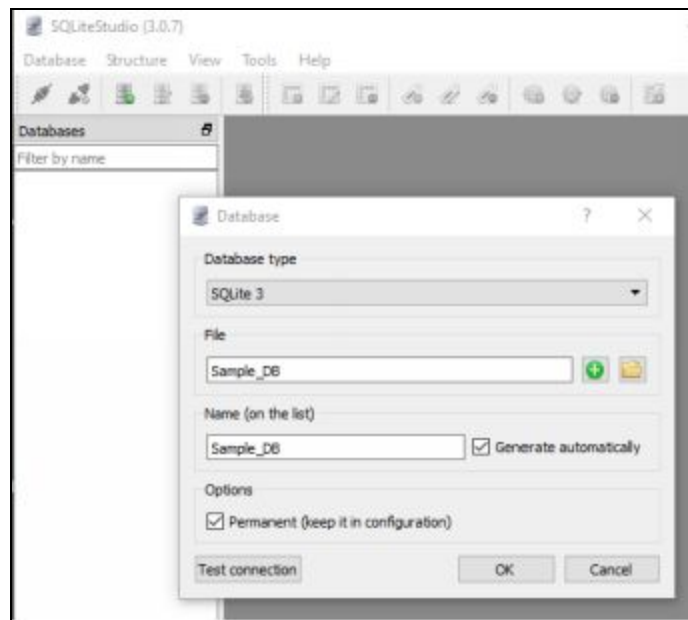 SQLiteStudio (3.0.7)
Database Structure View Tools Help
Databases
Filter by name
Database ? 
Database type
SQLite 3
File
Sample_DB
Name (on the list)
Sample_DB Generate automatically
Options
Permanent (keep it in configuration)
Test connection OK Cancel